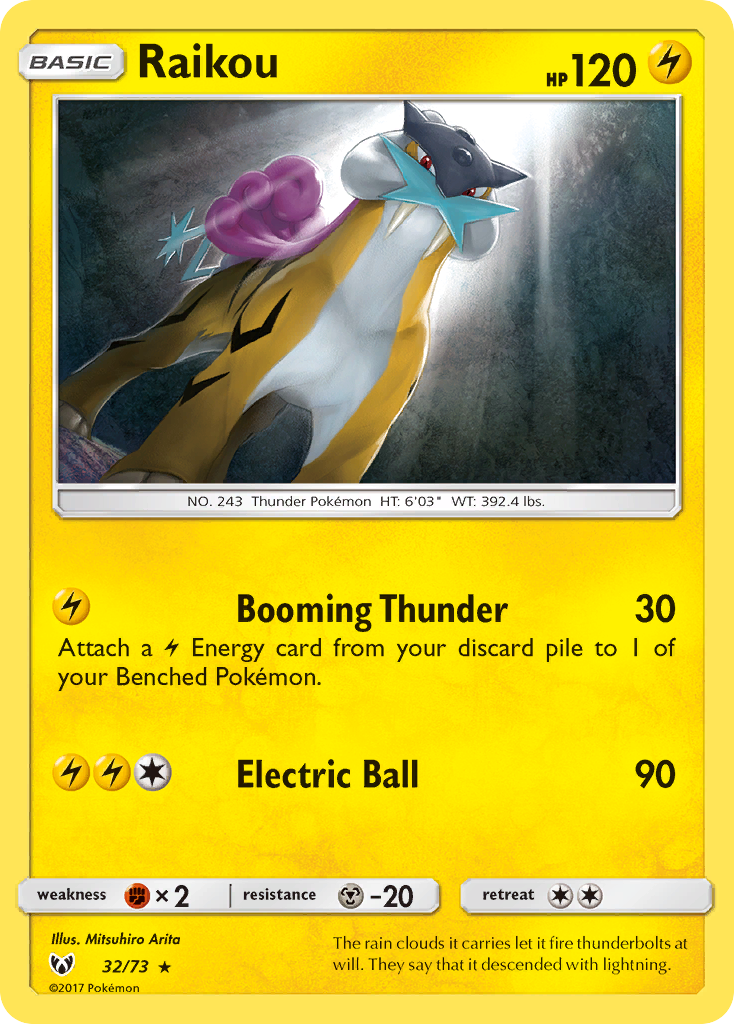 BASIC Raikou HP 120
NO. 243 Thunder Pokémon HT: 6'03" WT: 392.4 lbs.
Booming Thunder 30
Attach a Energy card from your discard pile to 1 of
your Benched Pokémon.
Electric Ball 90
weakness × 2 resistance –20 retreat
Illus. Mitsuhiro Arita
32/73 ★
©2017 Pokémon
The rain clouds it carries let it fire thunderbolts at
will. They say that it descended with lightning.